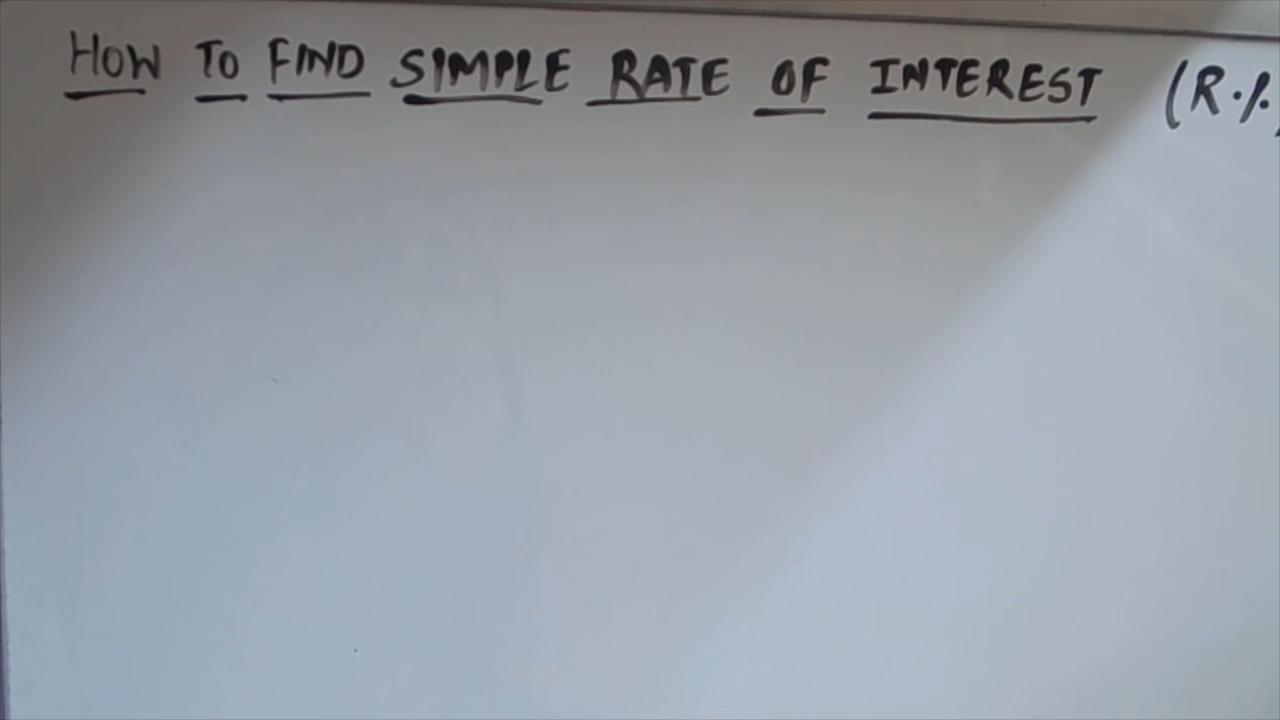 HOW TO FIND SIMPLE RATE OF INTEREST (R.%)